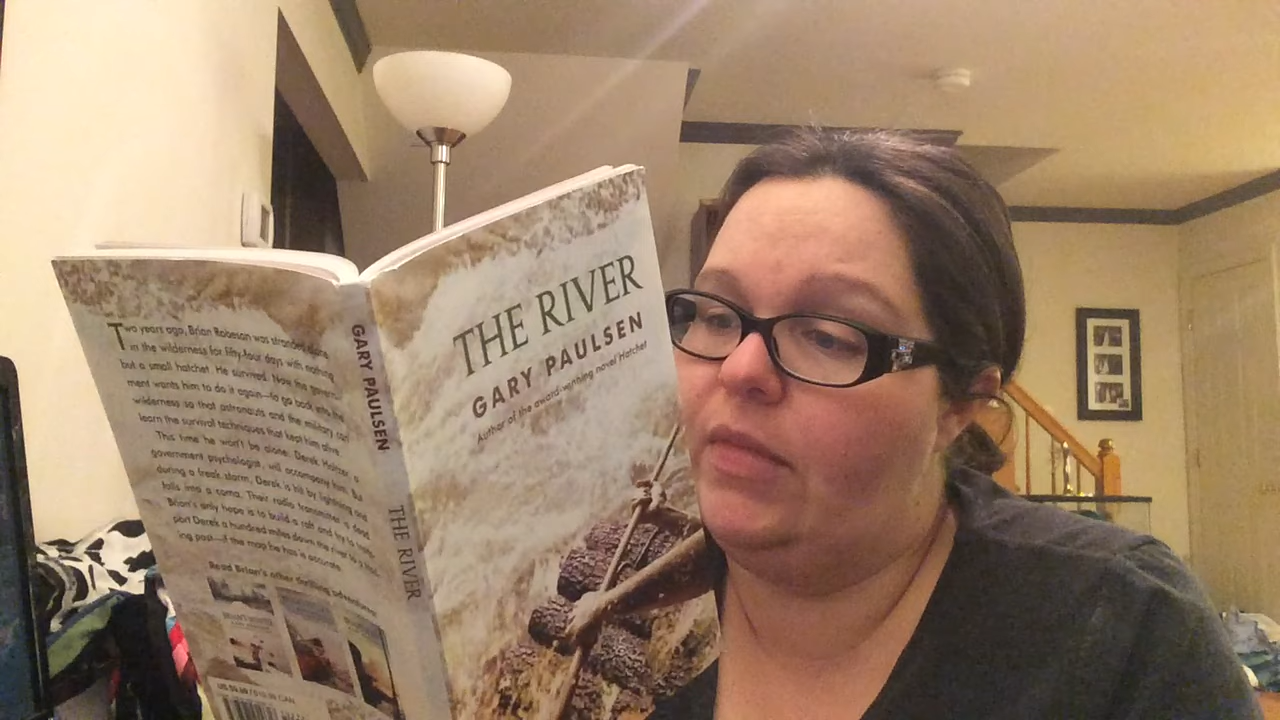 Two years ago, Brian Robeson was stranded alone
in the wilderness for fifty-four days with nothing
but a small hatchet. He survived. Now the govern-
ment wants him to do it again—to go back into the
wilderness so that astronauts and the military can
learn the survival techniques that kept him alive.
This time he won't be alone: Derek Holtzer, a
government psychologist, will accompany him. But
during a freak storm, Derek is hit by lightning and
falls into a coma. Their radio transmitter is dead.
Brian's only hope is to build a raft and try to trans-
port Derek a hundred miles down the river to a trad-
ing post—if the map he has is accurate.
Read Brian's other thrilling adventures!
GARY PAULSEN
THE RIVER
THE RIVER
GARY PAULSEN
Author of the award-winning novel Hatchet